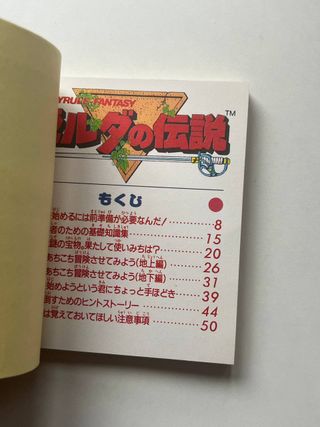 HYRULE FANTASY
ゼルダの伝説
TM
もくじ
始めるには前準備が必要なんだ! 8
者のための基礎知識集 15
謎の宝物。果たして使いみちは? 20
あちこち冒険させてみよう(地上編) 26
あちこち冒険させてみよう(地下編) 31
始めようという君にちょっと手ほどき 39
倒すためのヒントストーリー 44
は覚えておいてほしい注意事項 50